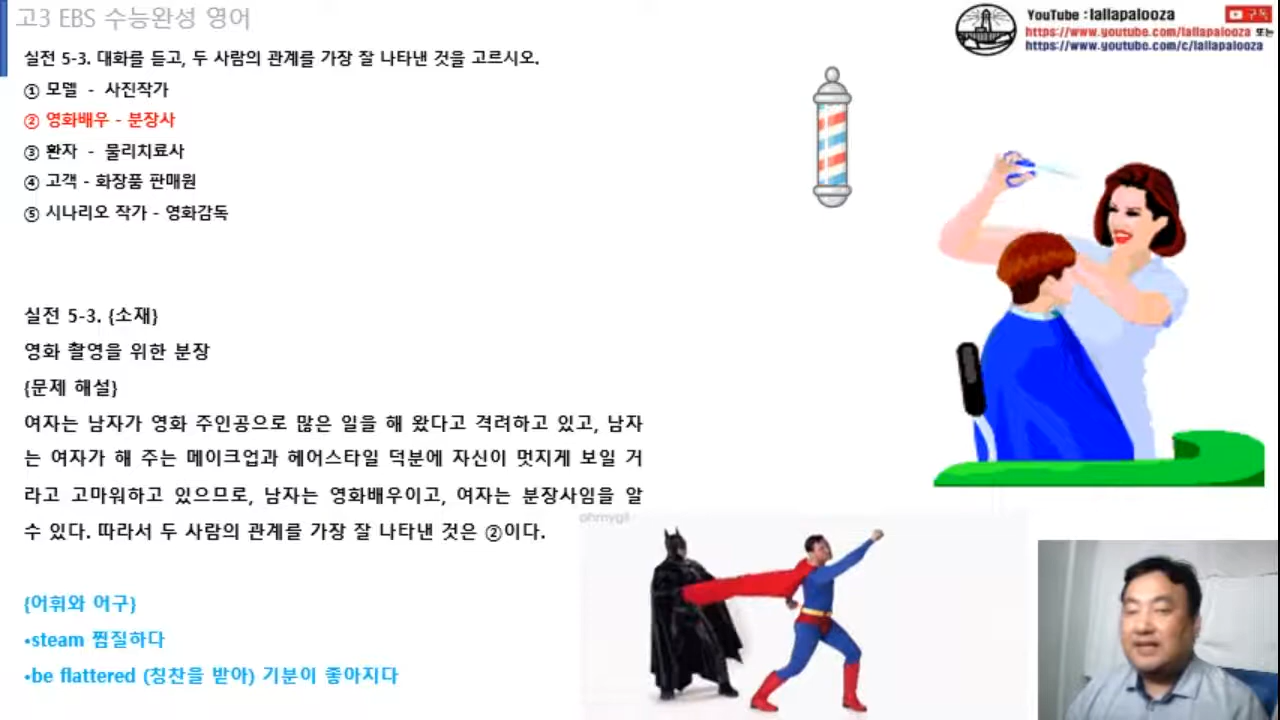 고3 EBS 수능완성 영어
YouTube : lallapalooza
구독
https://www.youtube.com/lallapalooza 또는
https://www.youtube.com/c/lallapalooza
실전 5-3. 대화를 듣고, 두 사람의 관계를 가장 잘 나타낸 것을 고르시오.
① 모델 - 사진작가
② 영화배우 - 분장사
③ 환자 - 물리치료사
④ 고객 - 화장품 판매원
⑤ 시나리오 작가 - 영화감독
실전 5-3. {소재}
영화 촬영을 위한 분장
{문제 해설}
여자는 남자가 영화 주인공으로 많은 일을 해 왔다고 격려하고 있고, 남자
는 여자가 해 주는 메이크업과 헤어스타일 덕분에 자신이 멋지게 보일 거
라고 고마워하고 있으므로, 남자는 영화배우이고, 여자는 분장사임을 알
수 있다. 따라서 두 사람의 관계를 가장 잘 나타낸 것은 ②이다.
{어휘와 어구}
•steam 찜질하다
•be flattered (칭찬을 받아) 기분이 좋아지다